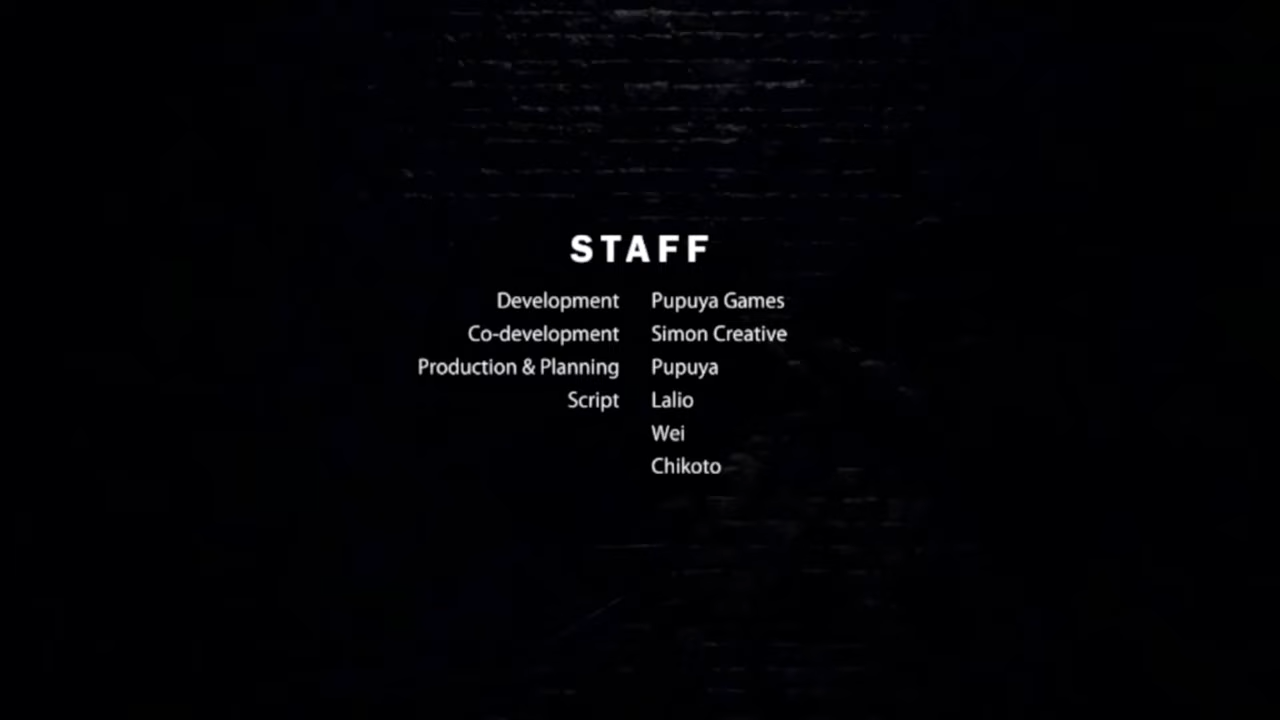 STAFF
Development Pupuya Games
Co-development Simon Creative
Production & Planning Pupuya
Script Lalio
Wei
Chikoto